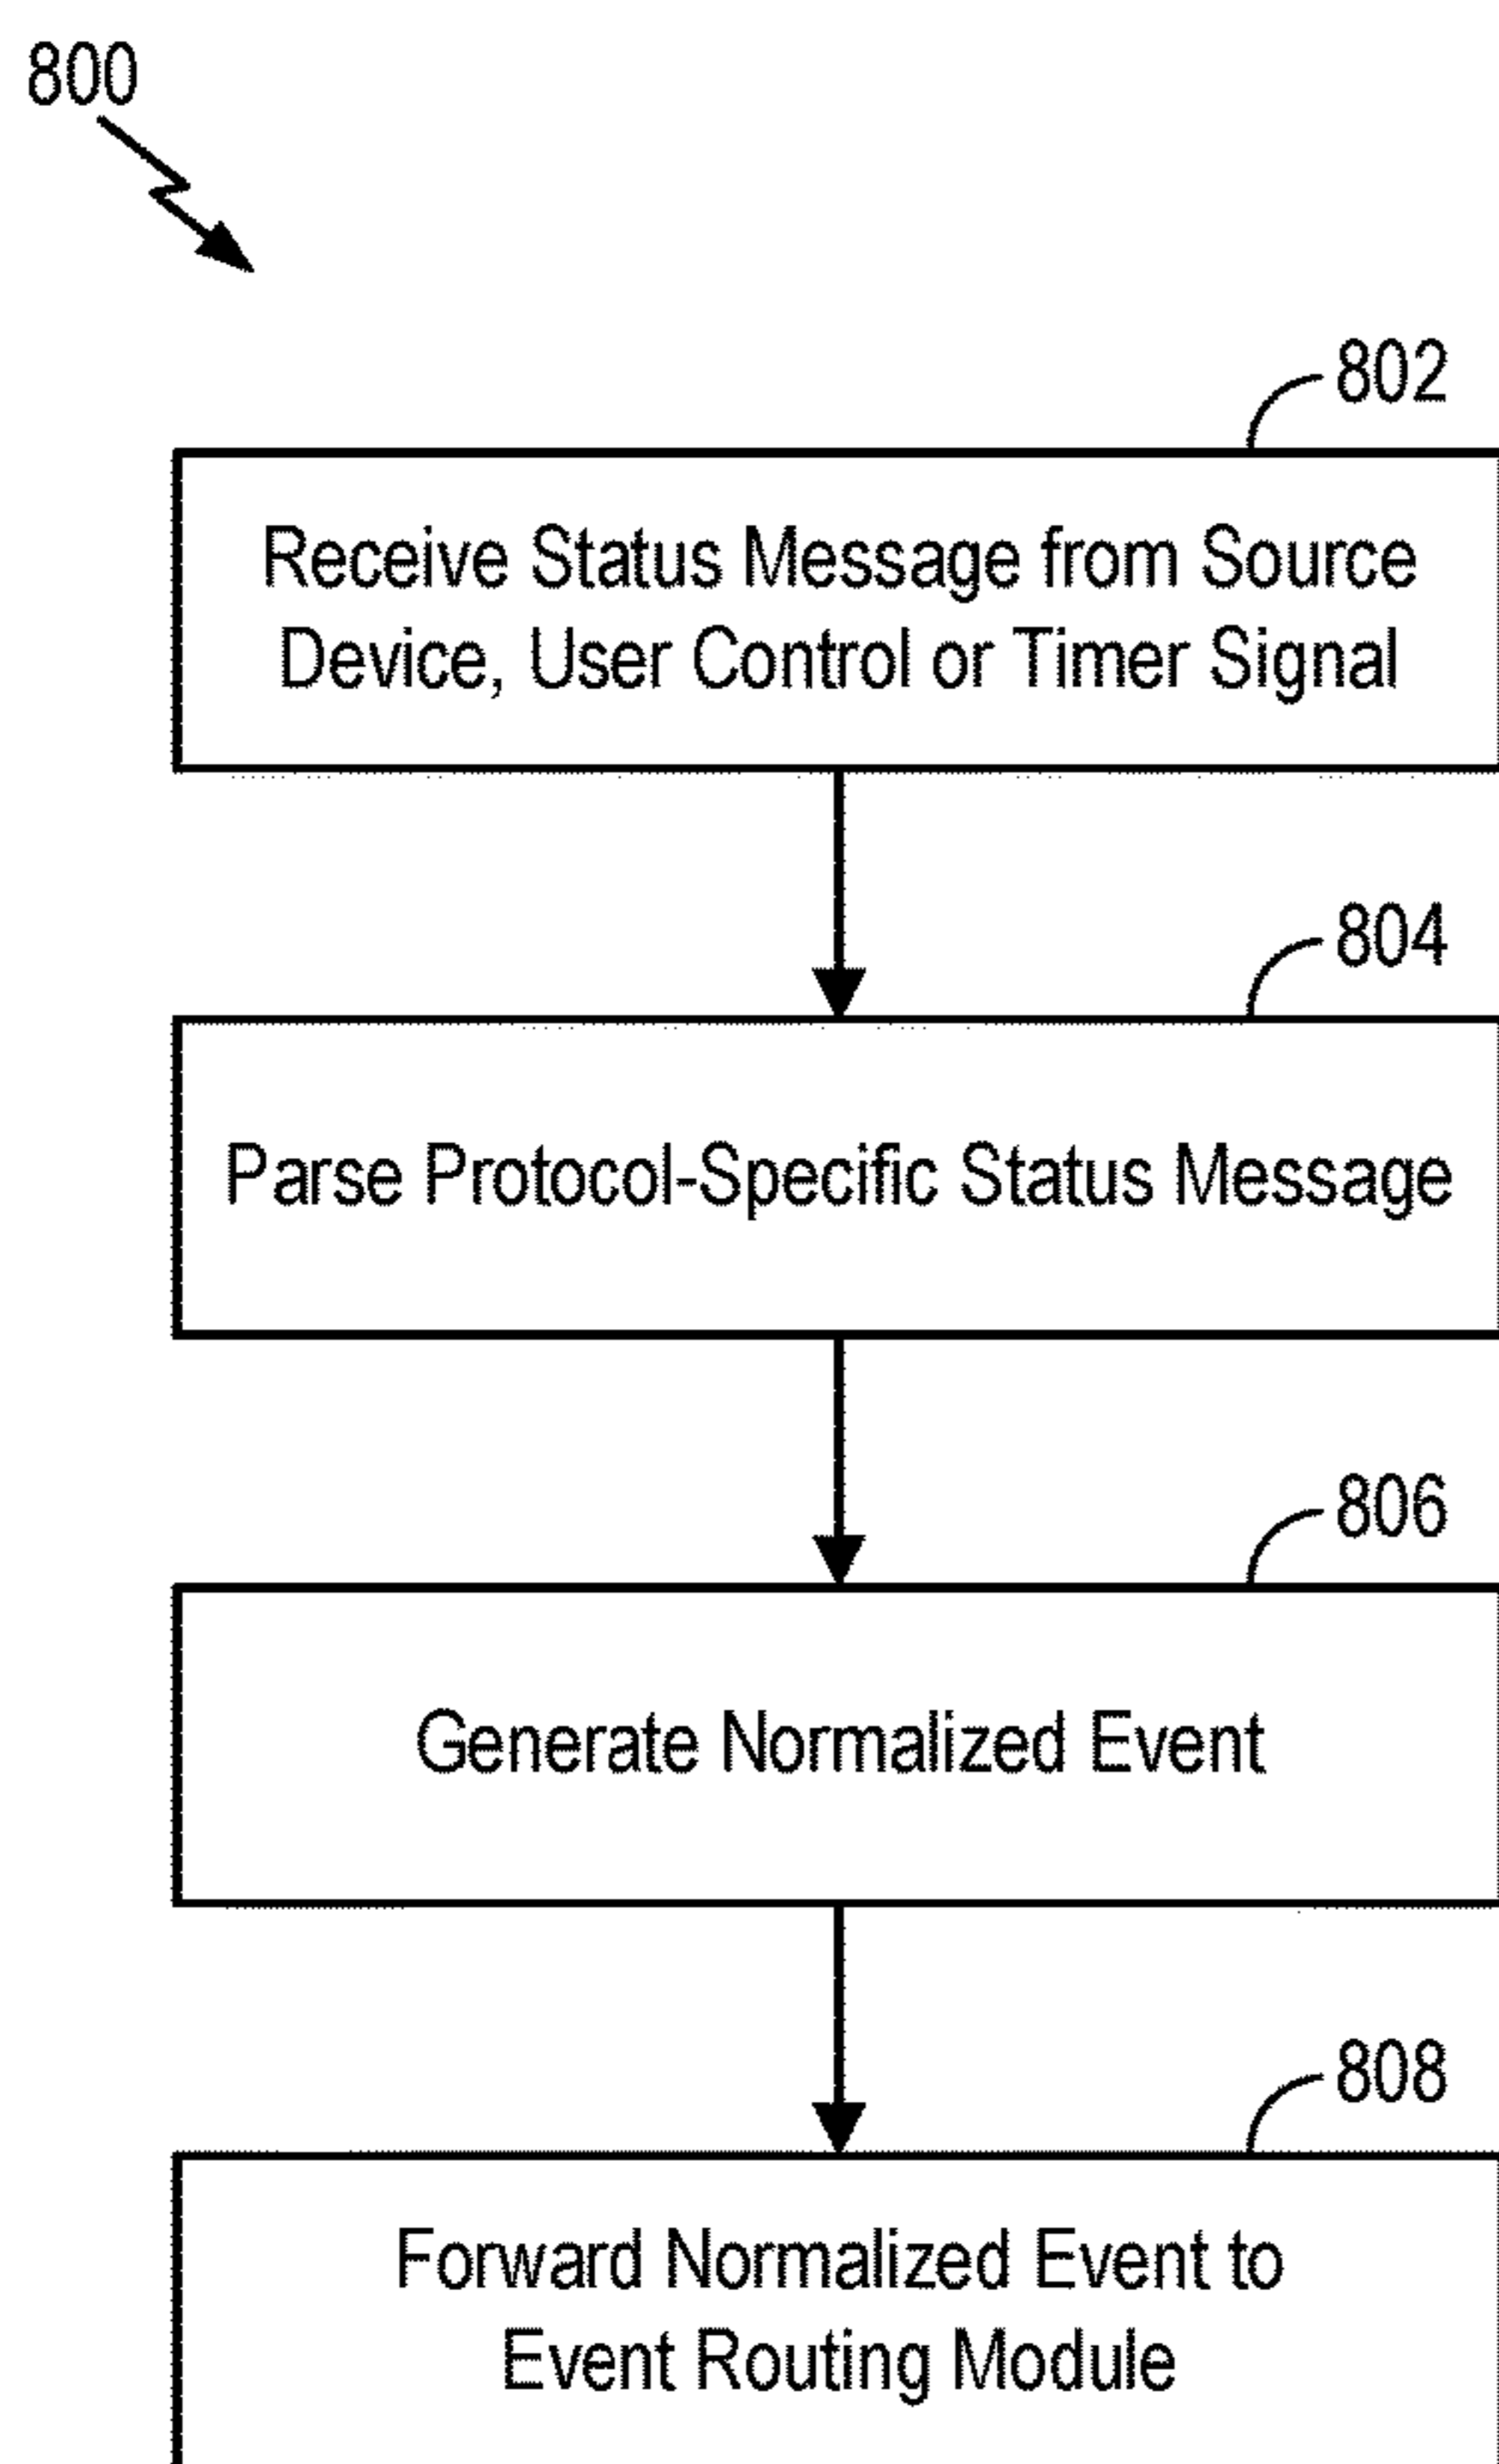 800
802
Receive Status Message from Source
Device, User Control or Timer Signal
804
Parse Protocol-Specific Status Message
806
Generate Normalized Event
808
Forward Normalized Event to
Event Routing Module